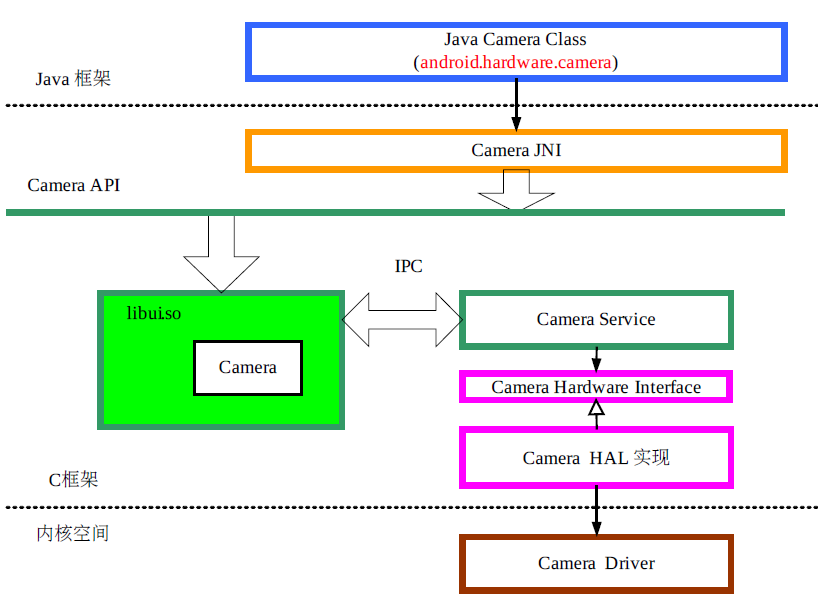 Java Camera Class
(android.hardware.camera)
Java 框架
Camera JNI
Camera API
IPC
libui.so
Camera Service
Camera
Camera Hardware Interface
Camera HAL 实现
C框架
内核空间
Camera Driver